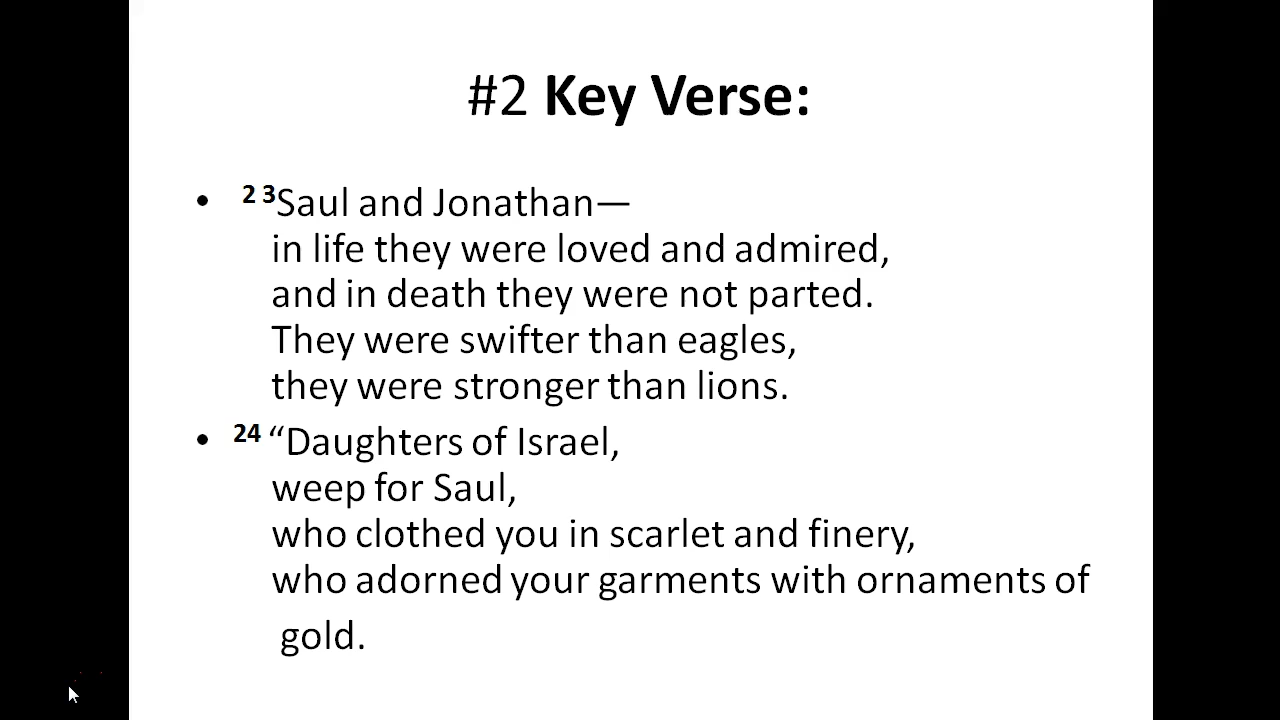 #2 Key Verse:
• 2 3Saul and Jonathan—
in life they were loved and admired,
and in death they were not parted.
They were swifter than eagles,
they were stronger than lions.
• 24 “Daughters of Israel,
weep for Saul,
who clothed you in scarlet and finery,
who adorned your garments with ornaments of
gold.